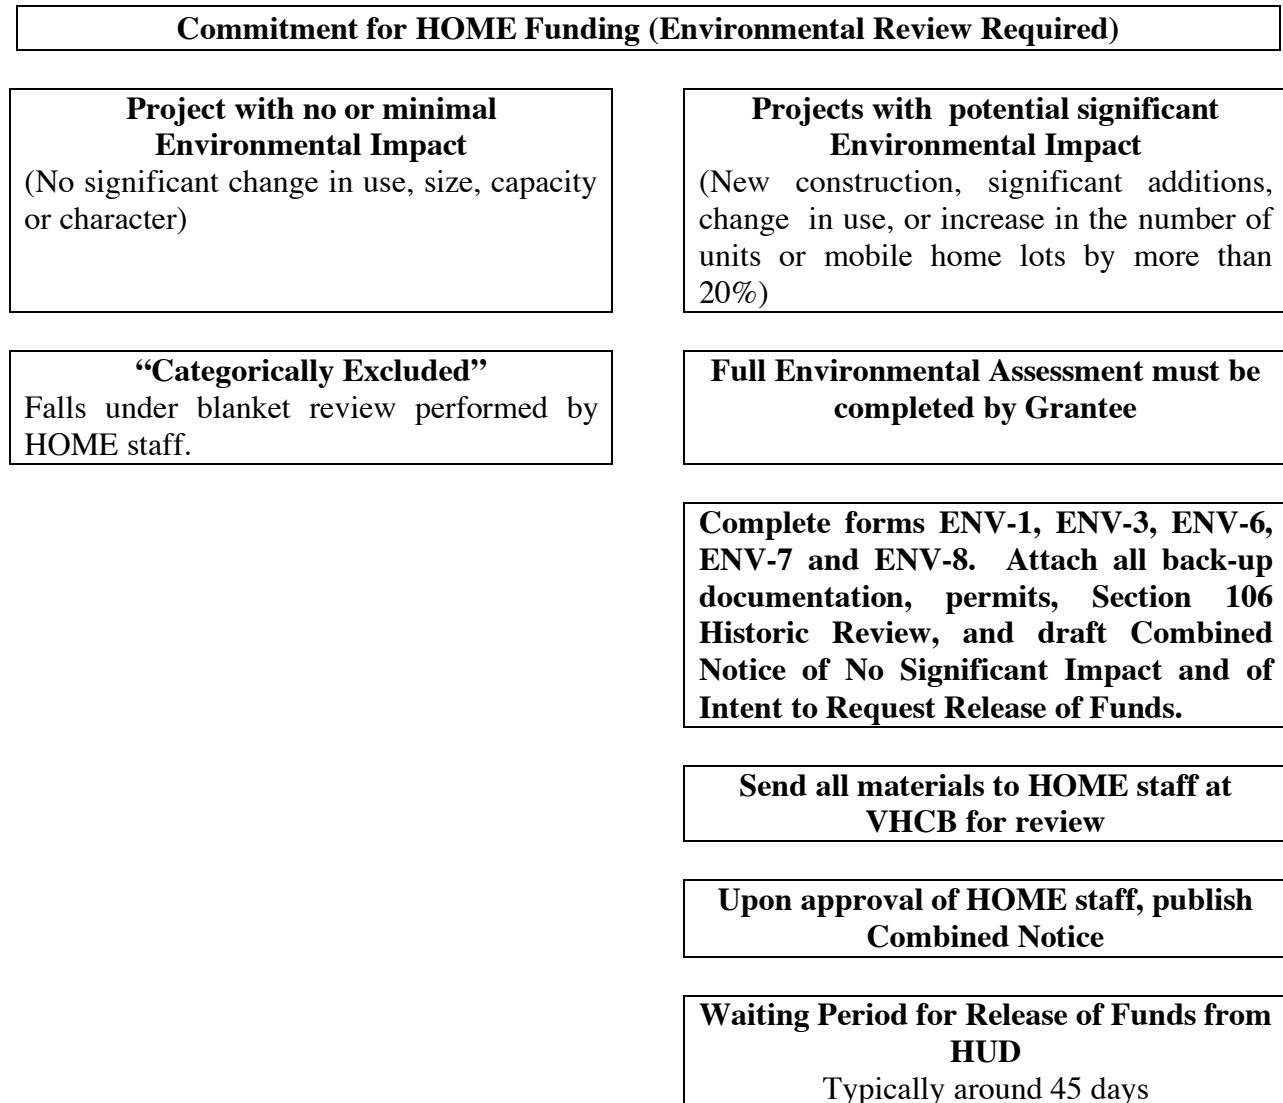 Commitment for HOME Funding (Environmental Review Required)
Project with no or minimal
Environmental Impact
(No significant change in use, size, capacity
or character)
Projects with potential significant
Environmental Impact
(New construction, significant additions,
change in use, or increase in the number of
units or mobile home lots by more than
20%)
“Categorically Excluded”
Falls under blanket review performed by
HOME staff.
Full Environmental Assessment must be
completed by Grantee
Complete forms ENV-1, ENV-3, ENV-6,
ENV-7 and ENV-8. Attach all back-up
documentation, permits, Section 106
Historic Review, and draft Combined
Notice of No Significant Impact and of
Intent to Request Release of Funds.
Send all materials to HOME staff at
VHCB for review
Upon approval of HOME staff, publish
Combined Notice
Waiting Period for Release of Funds from
HUD
Typically around 45 days